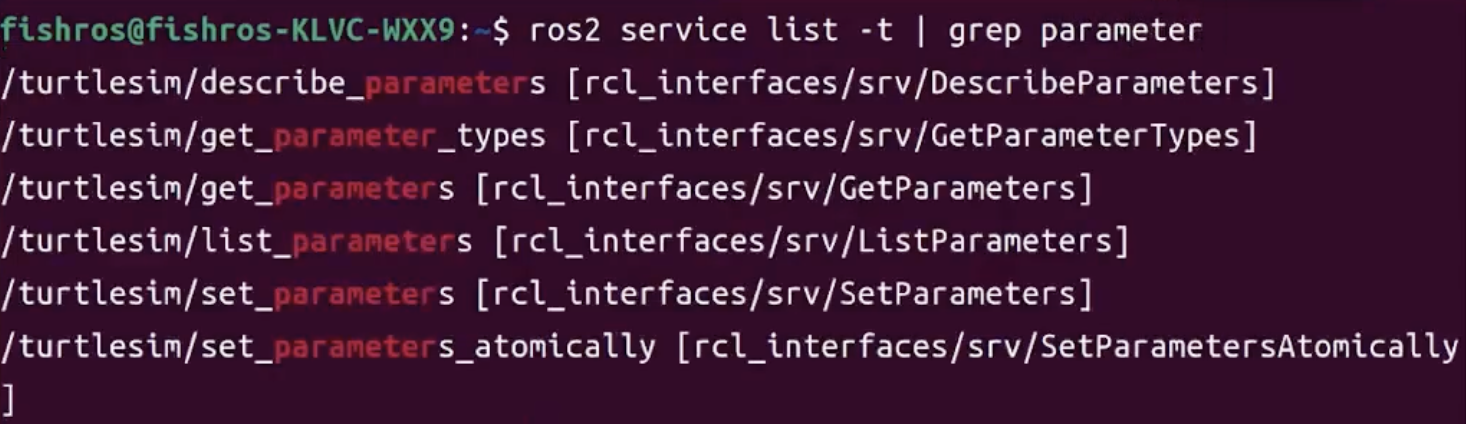 fishros@fishros-KLVC-WXX9:~$ ros2 service list -t | grep parameter
/turtlesim/describe_parameters [rcl_interfaces/srv/DescribeParameters]
/turtlesim/get_parameter_types [rcl_interfaces/srv/GetParameterTypes]
/turtlesim/get_parameters [rcl_interfaces/srv/GetParameters]
/turtlesim/list_parameters [rcl_interfaces/srv/ListParameters]
/turtlesim/set_parameters [rcl_interfaces/srv/SetParameters]
/turtlesim/set_parameters_atomically [rcl_interfaces/srv/SetParametersAtomically
]